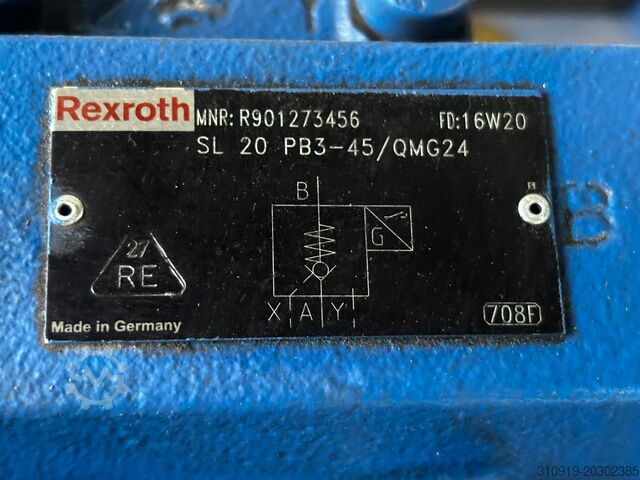 Rexroth MNR: R901273456 FD:16W20
SL 20 PB3-45/QMG24
B
G
27
RE
X A Y
Made in Germany
708F
310919-20302385